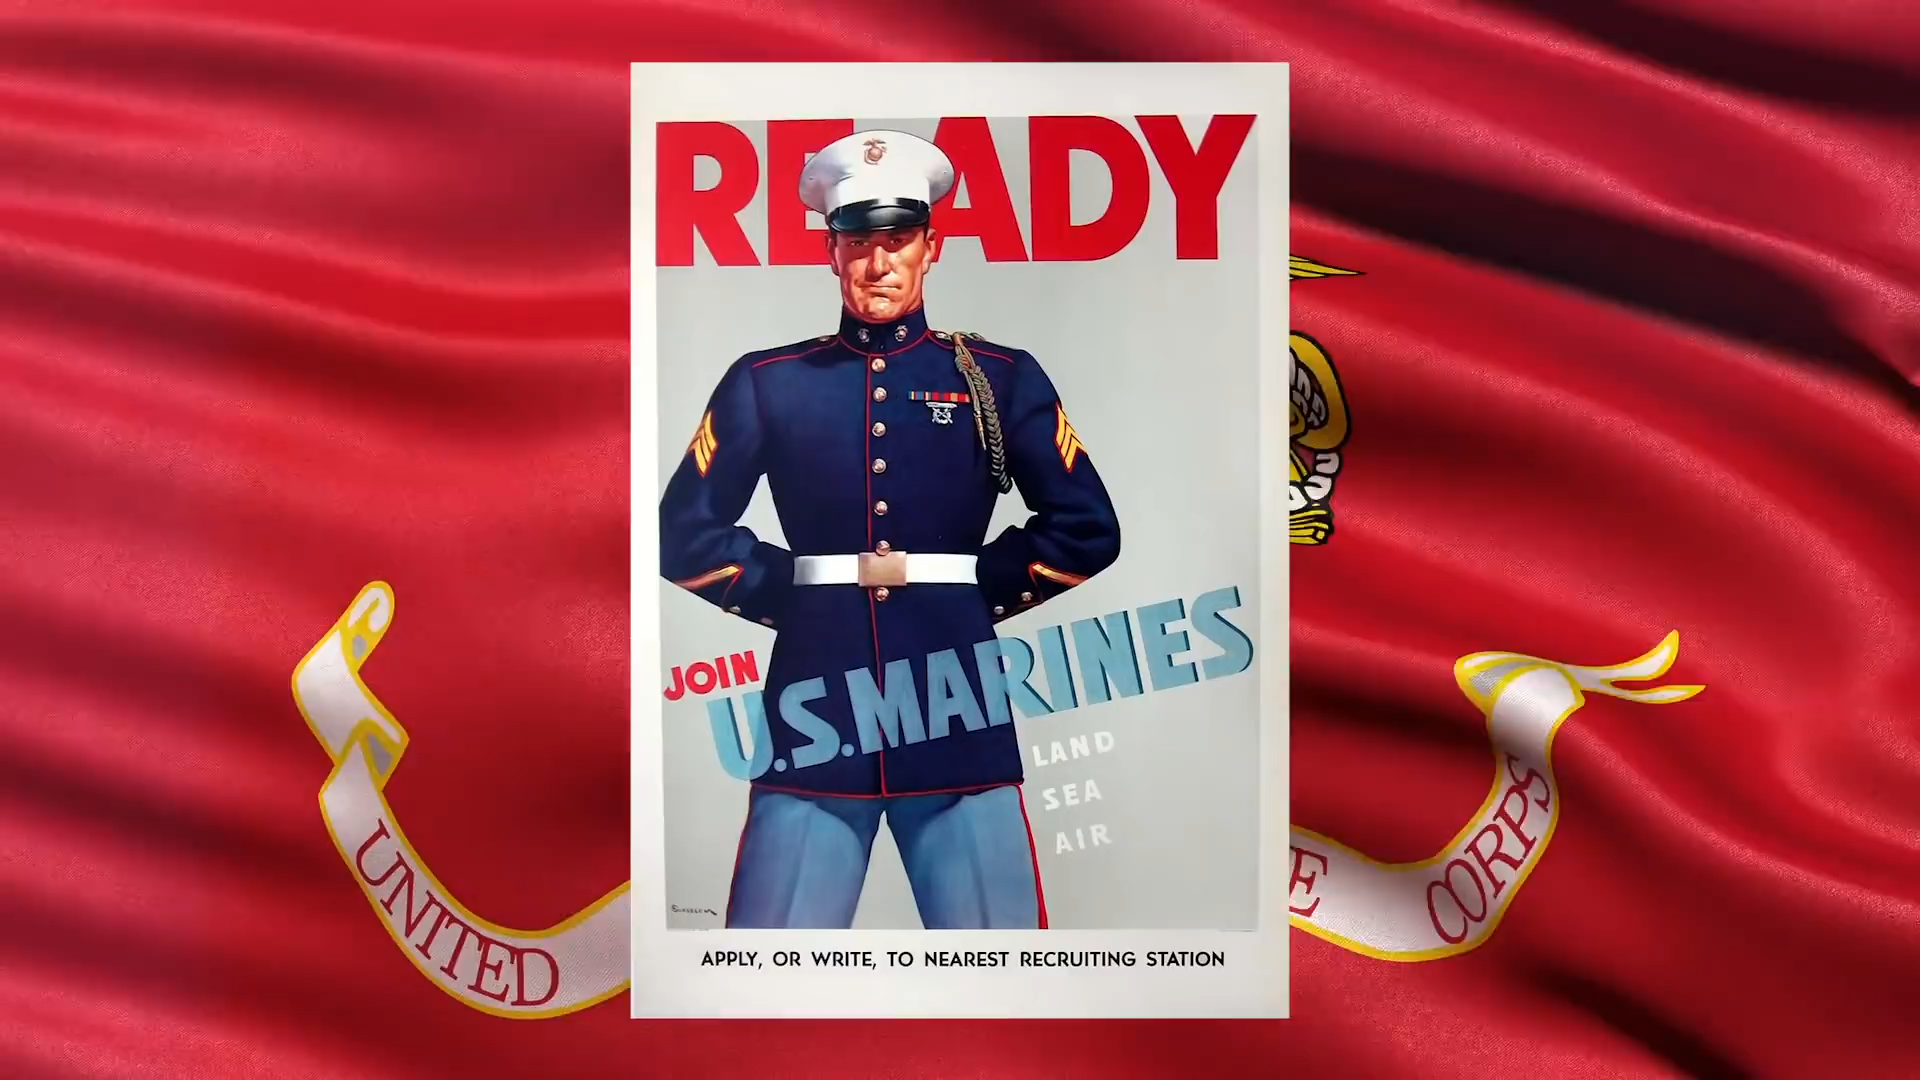 READY
JOIN
U.S. MARINES
LAND
SEA
AIR
APPLY, OR WRITE, TO NEAREST RECRUITING STATION
UNITED
E CORPS